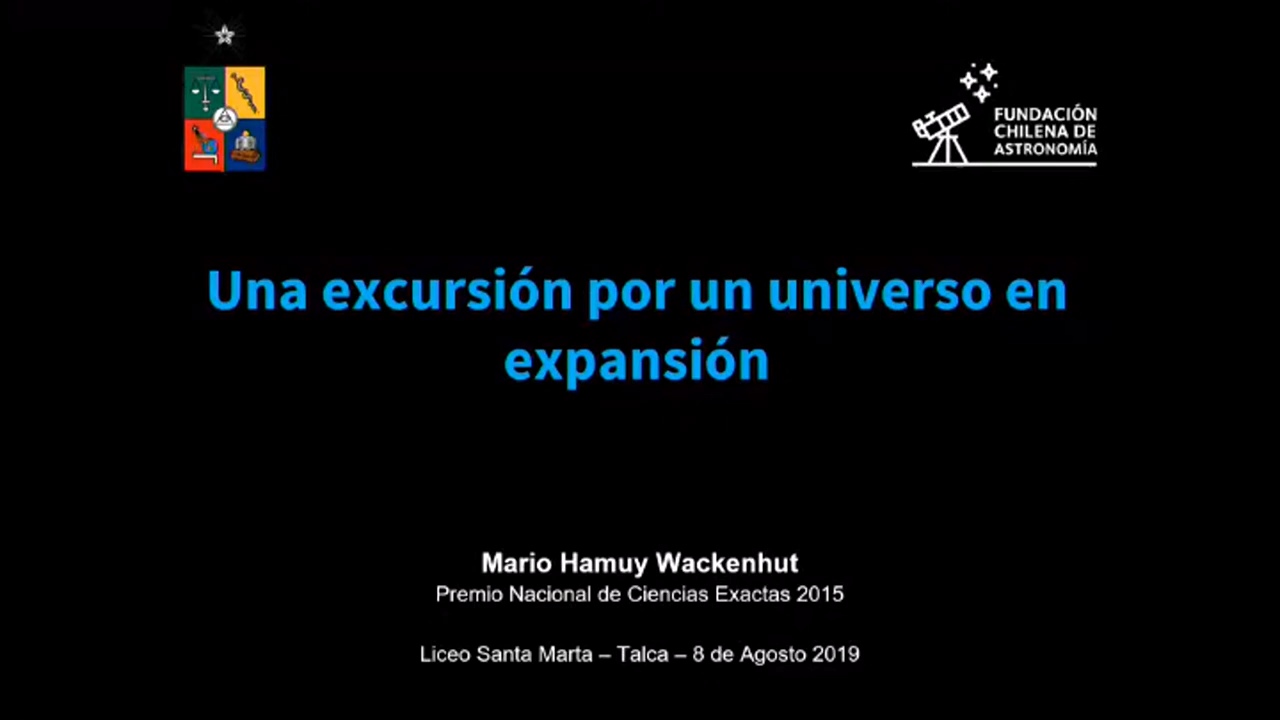 FUNDACIÓN
CHILENA DE
ASTRONOMÍA
Una excursión por un universo en
expansión
Mario Hamuy Wackenhut
Premio Nacional de Ciencias Exactas 2015
Liceo Santa Marta – Talca – 8 de Agosto 2019